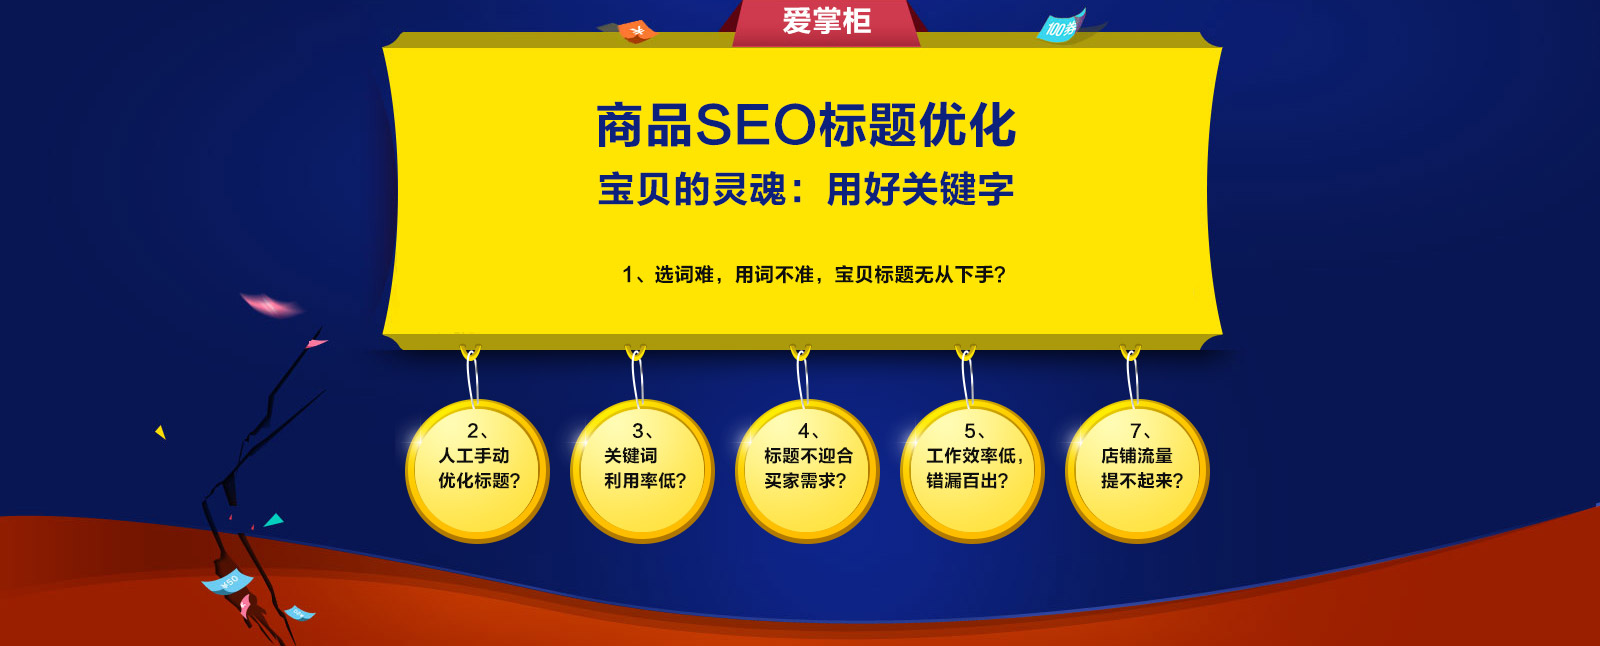 爱掌柜
100券
商品SEO标题优化
宝贝的灵魂：用好关键字
1、选词难，用词不准，宝贝标题无从下手？
2、
人工手动
优化标题？
3、
关键词
利用率低？
4、
标题不迎合
买家需求？
5、
工作效率低，
错漏百出？
7、
店铺流量
提不起来？
¥50